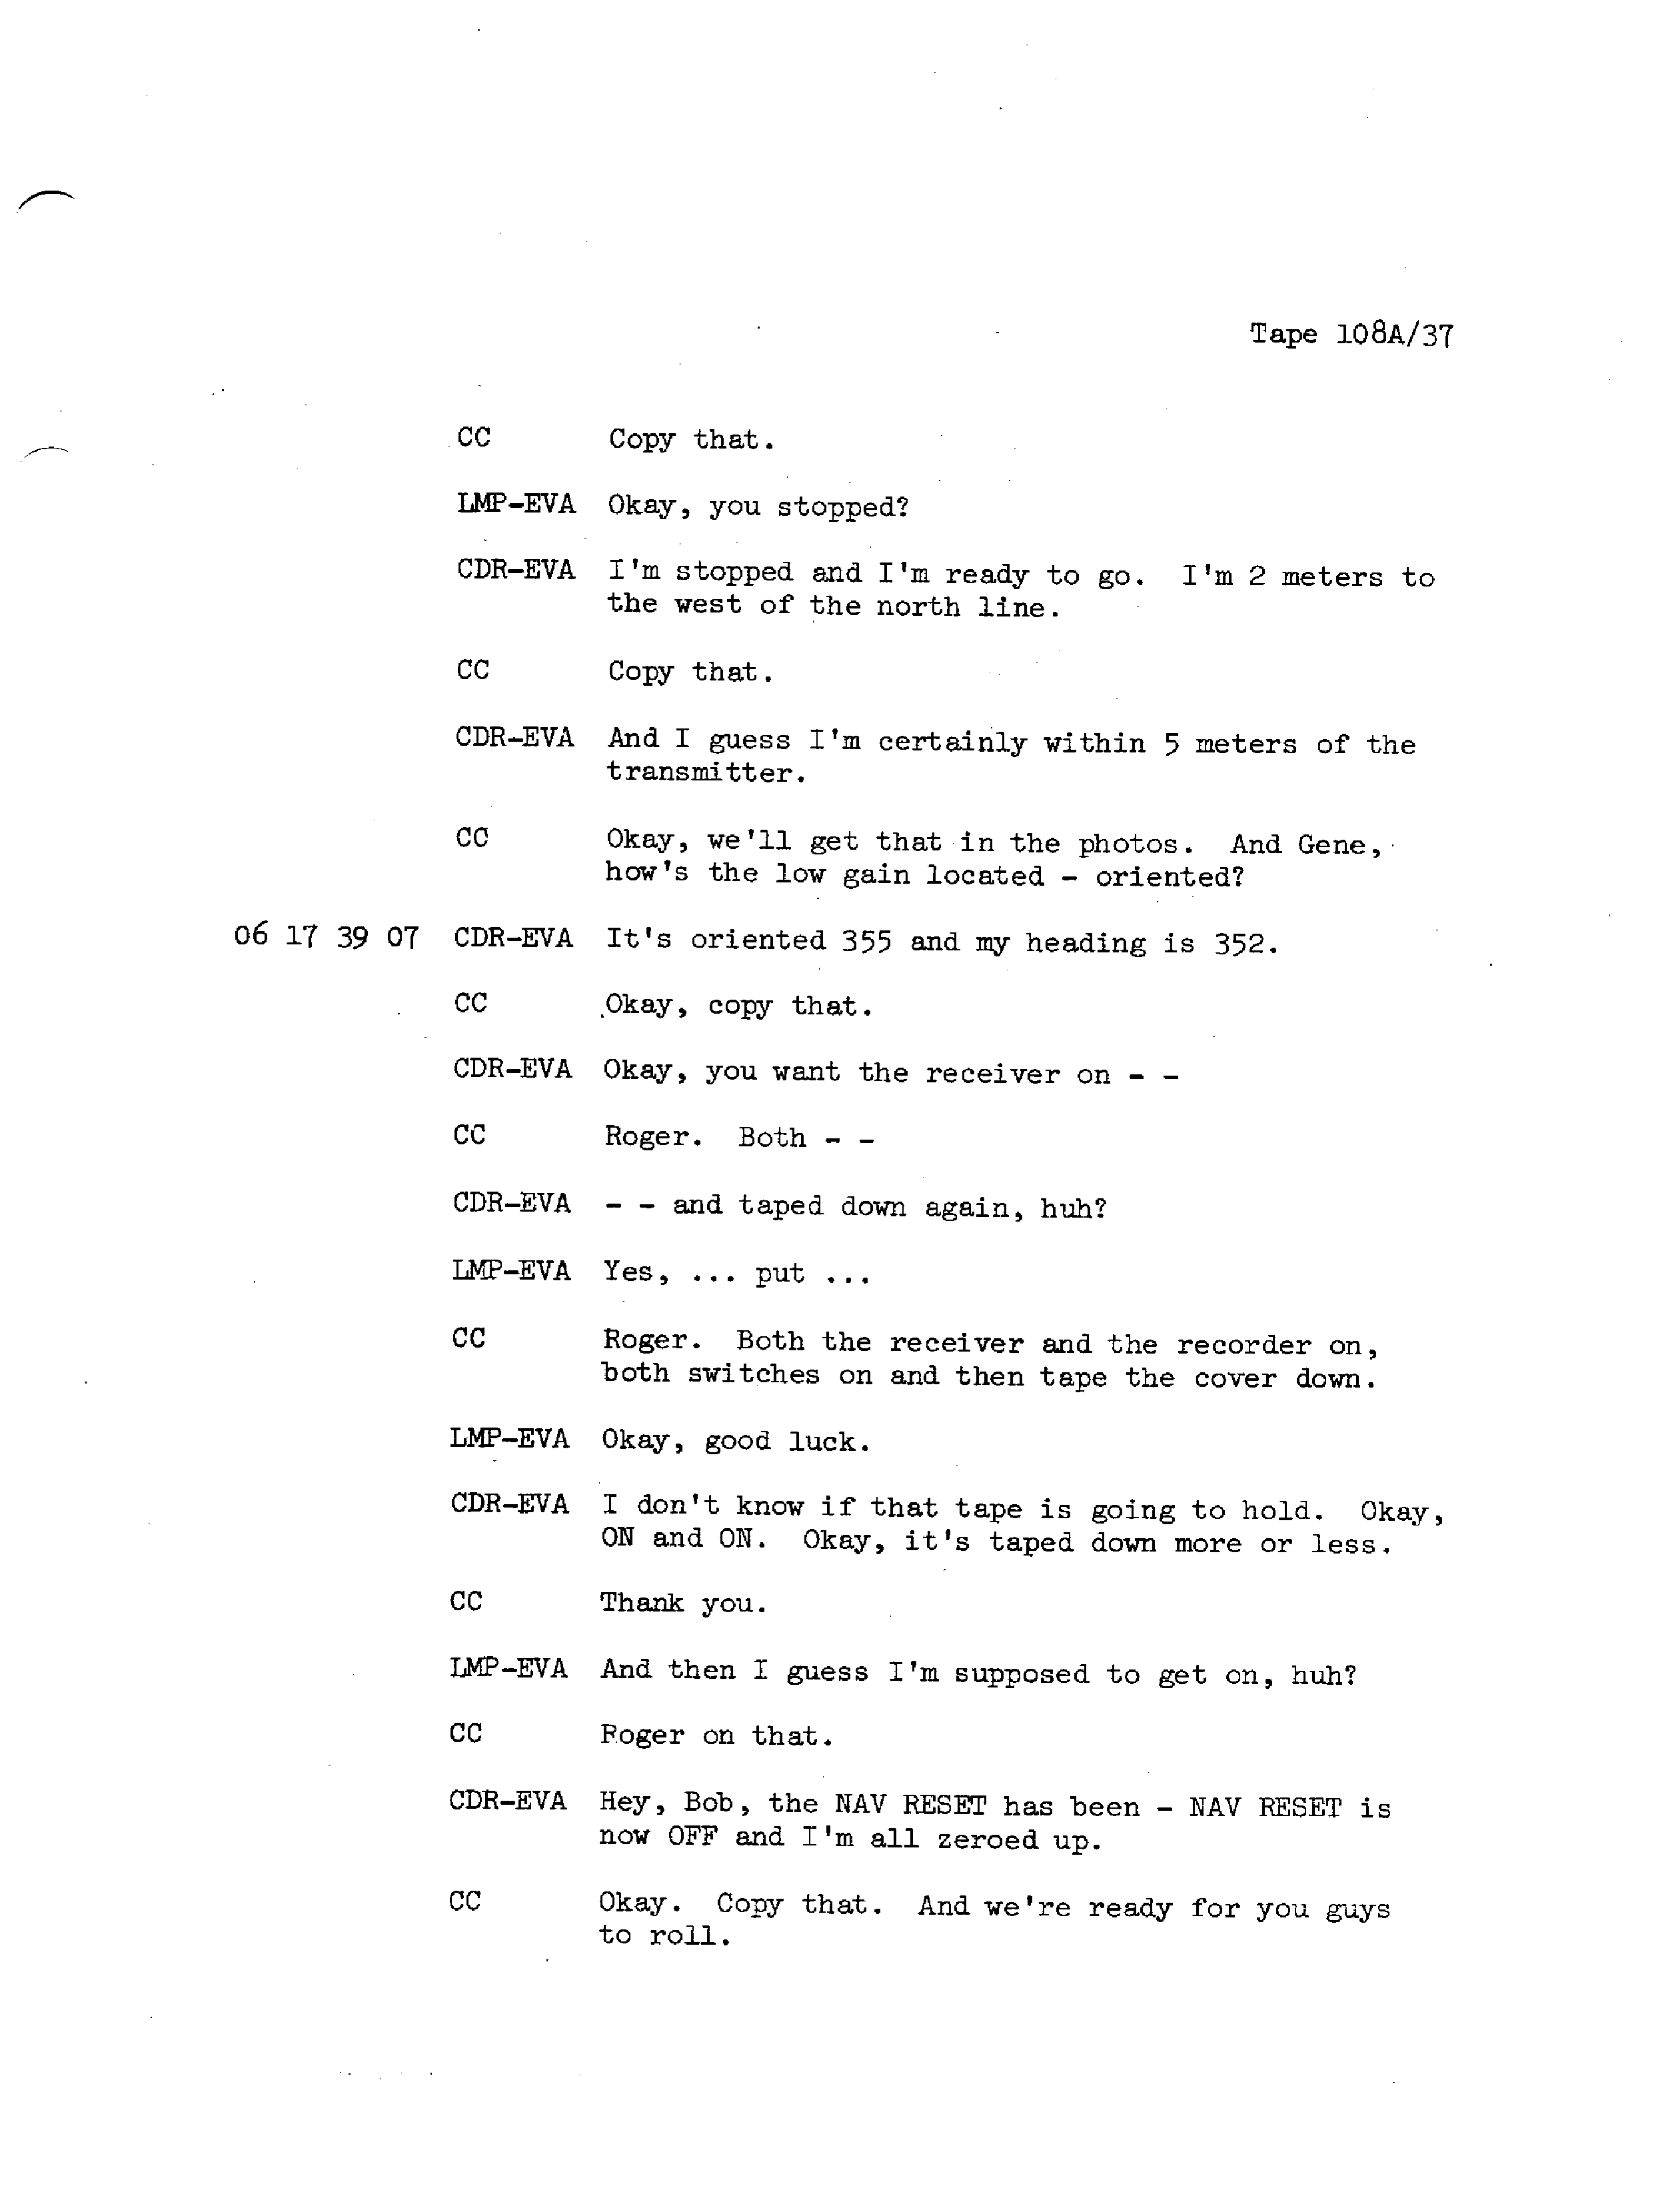 Tape 108A/37
CC Copy that.
LMP-EVA Okay, you stopped?
CDR-EVA I'm stopped and I'm ready to go. I'm 2 meters to
the west of the north line.
CC Copy that.
CDR-EVA And I guess I'm certainly within 5 meters of the
transmitter.
CC Okay, we'll get that in the photos. And Gene,
how's the low gain located - oriented?
06 17 39 07 CDR-EVA It's oriented 355 and my heading is 352.
CC Okay, copy that.
CDR-EVA Okay, you want the receiver on - -
CC Roger. Both - -
CDR-EVA - - and taped down again, huh?
LMP-EVA Yes, ... put ...
CC Roger. Both the receiver and the recorder on,
both switches on and then tape the cover down.
LMP-EVA Okay, good luck.
CDR-EVA I don't know if that tape is going to hold. Okay,
ON and ON. Okay, it's taped down more or less.
CC Thank you.
LMP-EVA And then I guess I'm supposed to get on, huh?
CC Roger on that.
CDR-EVA Hey, Bob, the NAV RESET has been - NAV RESET is
now OFF and I'm all zeroed up.
CC Okay. Copy that. And we're ready for you guys
to roll.